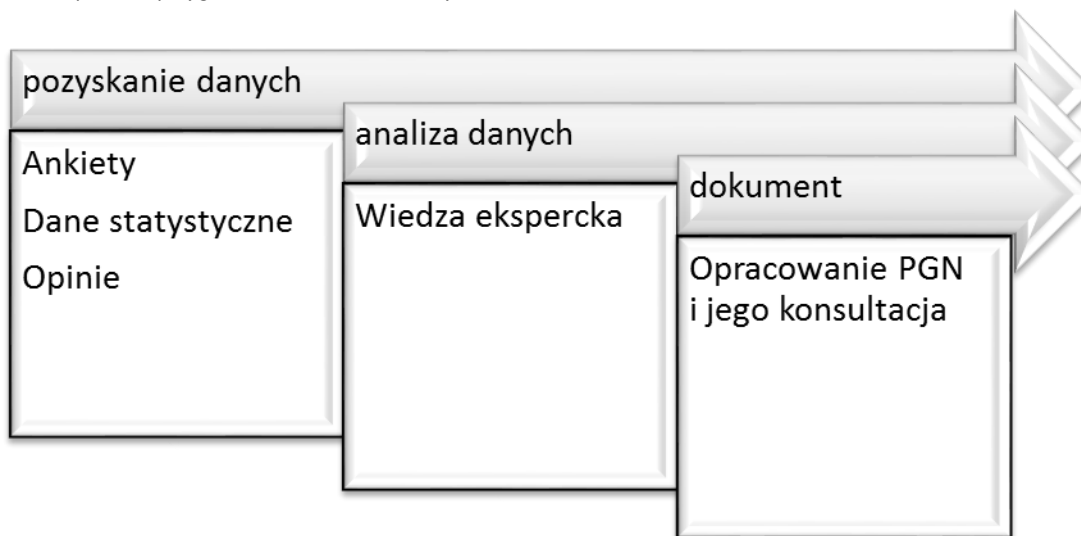 pozyskanie danych
Ankiety
Dane statystyczne
Opinie
analiza danych
Wiedza ekspercka
dokument
Opracowanie PGN
i jego konsultacja